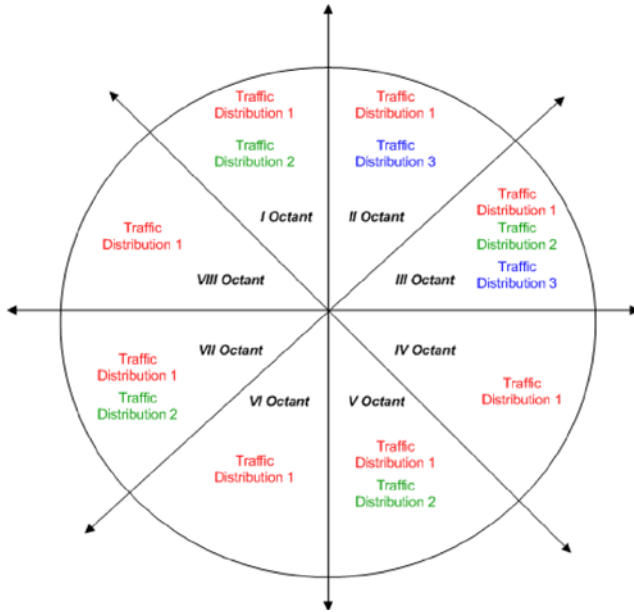 Traffic
Distribution 1
Traffic
Distribution 2
I Octant
Traffic
Distribution 1
Traffic
Distribution 3
II Octant
Traffic
Distribution 1
Traffic
Distribution 2
Traffic
Distribution 3
III Octant
Traffic
Distribution 1
VIII Octant
VII Octant
Traffic
Distribution 1
Traffic
Distribution 2
IV Octant
Traffic
Distribution 1
VI Octant
Traffic
Distribution 1
V Octant
Traffic
Distribution 1
Traffic
Distribution 2